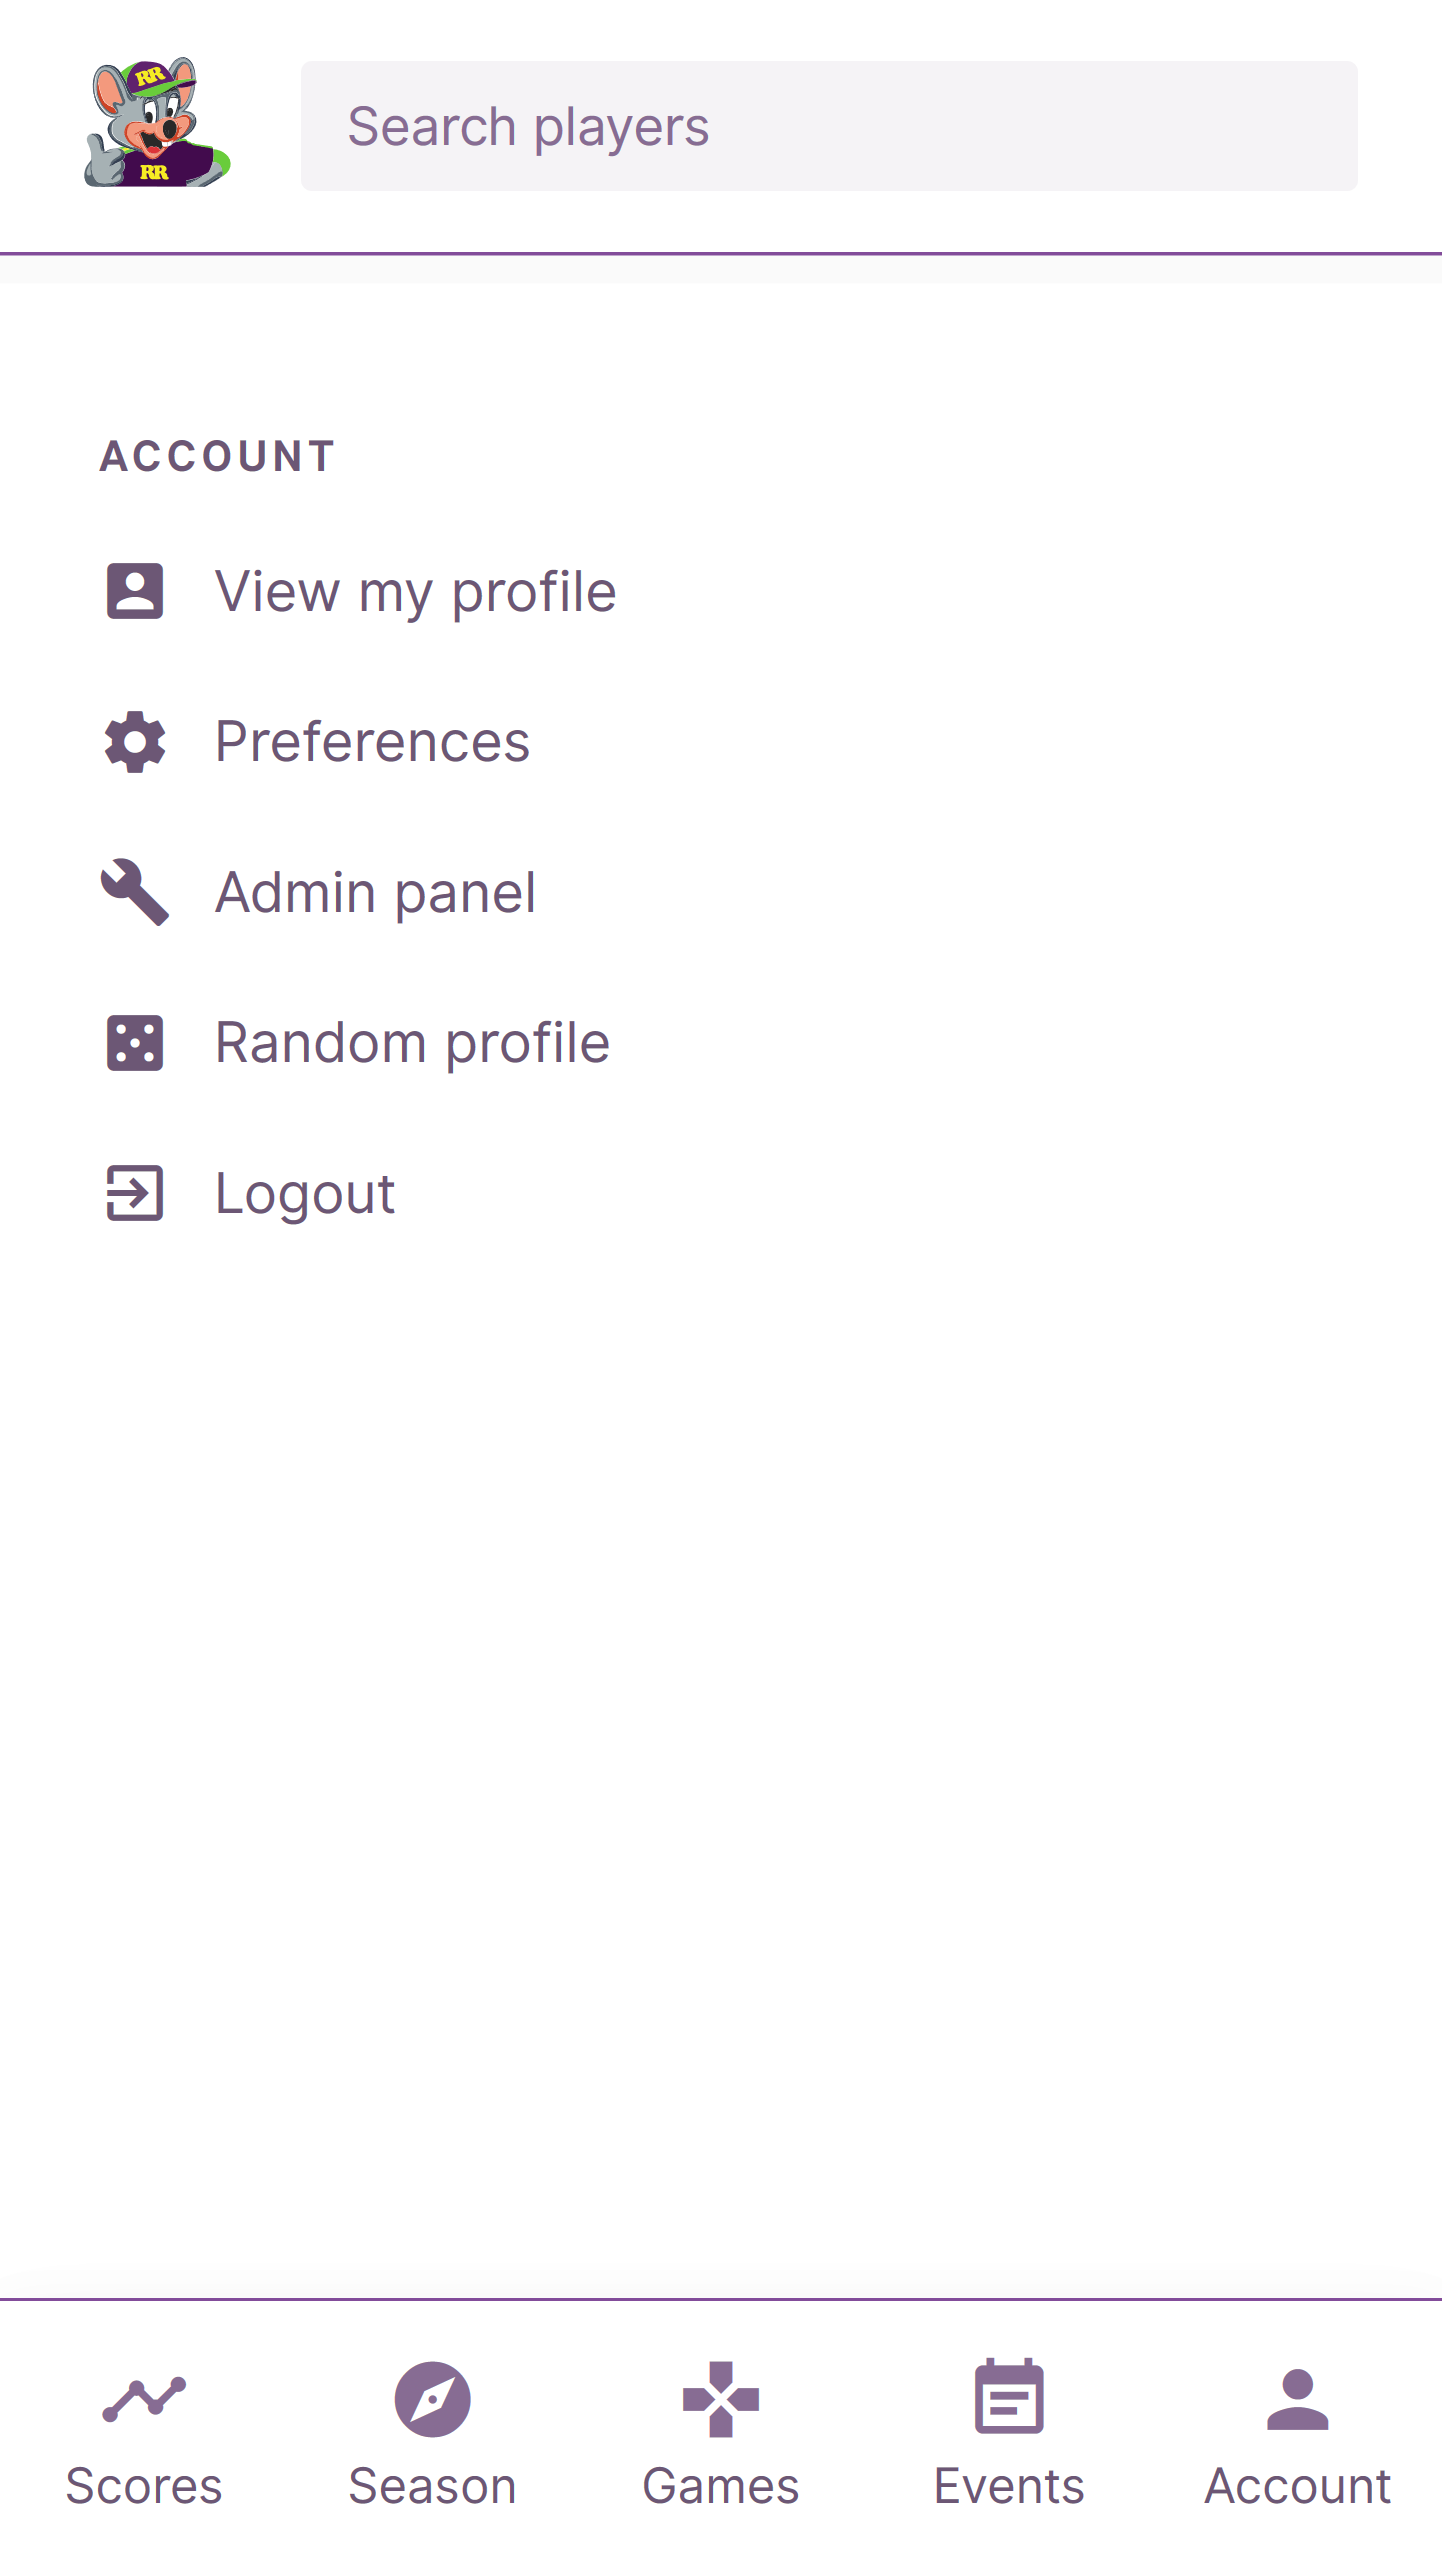 RR
RR
Search players
ACCOUNT
View my profile
Preferences
Admin panel
Random profile
Logout
Scores
Season
Games
Events
Account